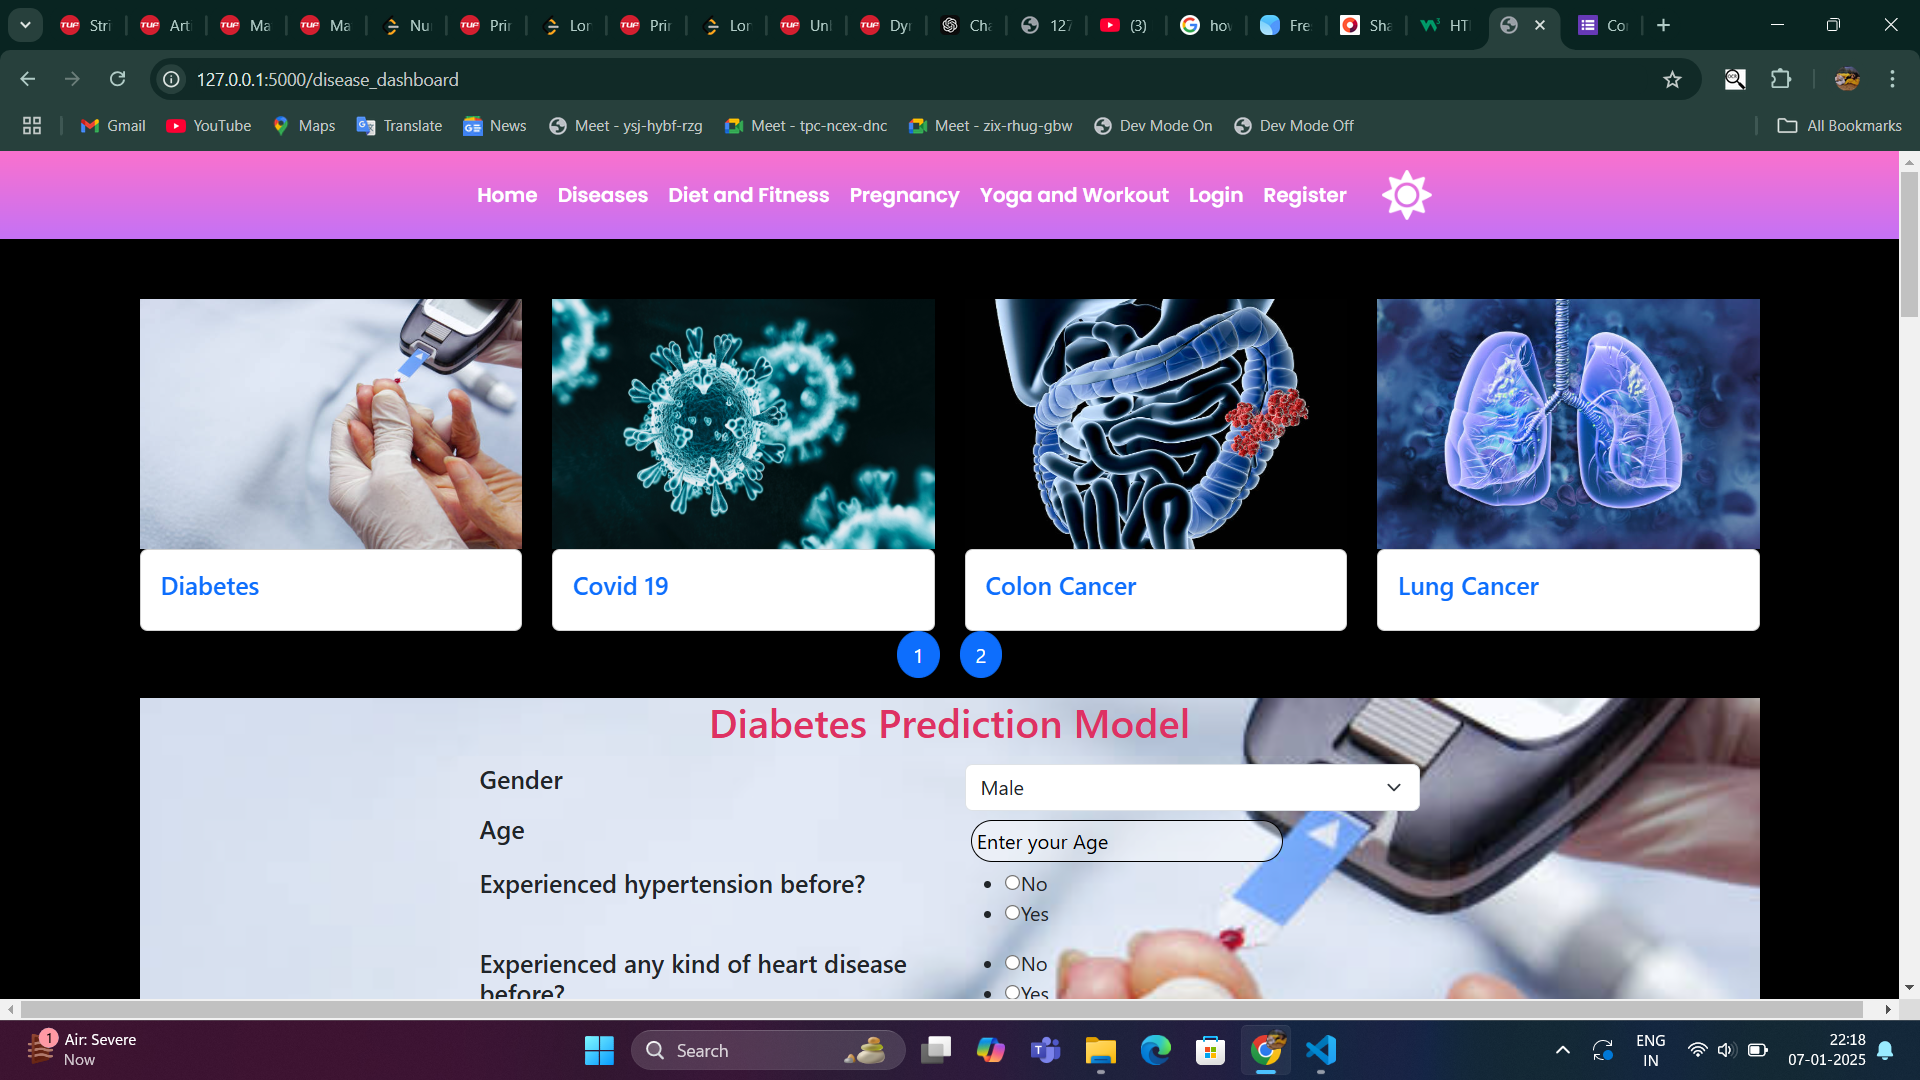 Stri
Arti
Ma
Ma
Nu
Prir
Lor
Prir
Lor
Unl
Dyr
Cha
127
(3)
hov
Fre
Sha
HTI
Cor
127.0.0.1:5000/disease_dashboard
Gmail YouTube Maps Translate News Meet - ysj-hybf-rzg Meet - tpc-ncex-dnc Meet - zix-rhug-gbw Dev Mode On Dev Mode Off All Bookmarks
Home Diseases Diet and Fitness Pregnancy Yoga and Workout Login Register
Diabetes
Covid 19
Colon Cancer
Lung Cancer
1 2
Diabetes Prediction Model
Gender
Male
Age
Enter your Age
Experienced hypertension before?
No
Yes
Experienced any kind of heart disease
before?
No
Yes
1
Air: Severe
Now
Search
ENG
IN
22:18
07-01-2025